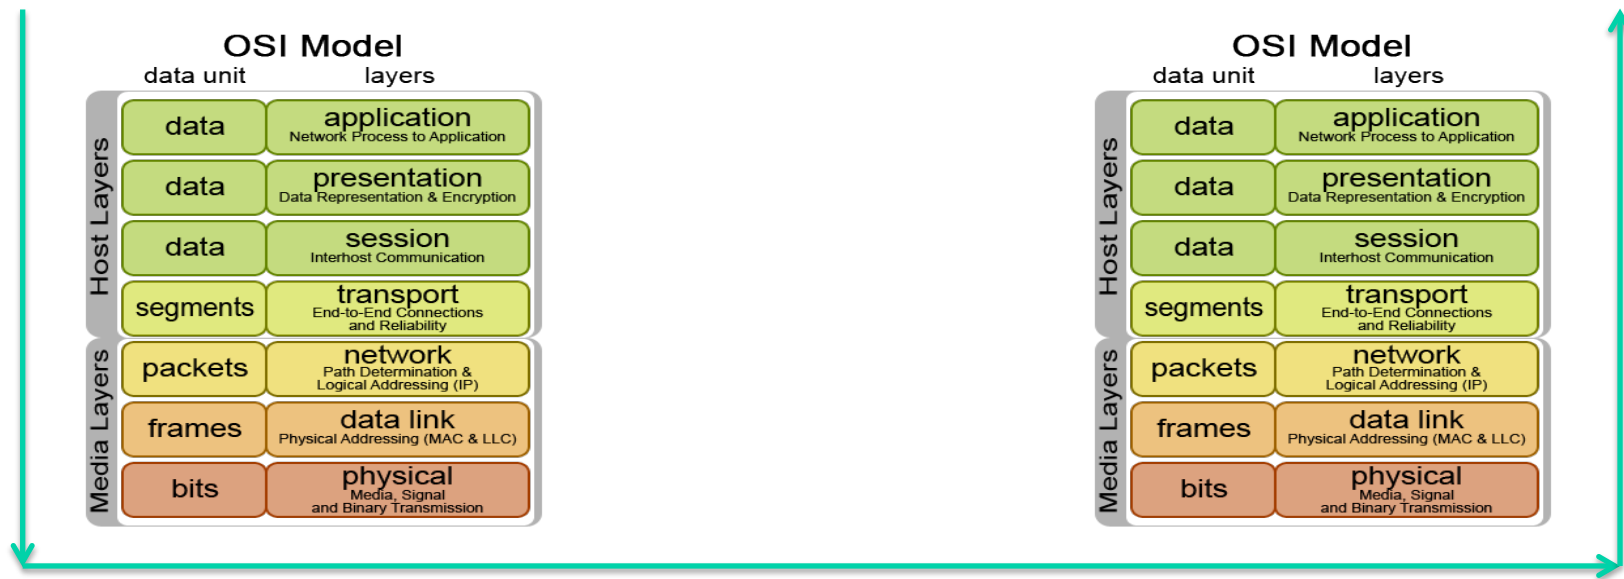 OSI Model
data unit layers
Host Layers
data application
Network Process to Application
data presentation
Data Representation & Encryption
data session
Interhost Communication
segments transport
End-to-End Connections
and Reliability
Media Layers
packets network
Path Determination &
Logical Addressing (IP)
frames data link
Physical Addressing (MAC & LLC)
bits physical
Media, Signal
and Binary Transmission
OSI Model
data unit layers
Host Layers
data application
Network Process to Application
data presentation
Data Representation & Encryption
data session
Interhost Communication
segments transport
End-to-End Connections
and Reliability
Media Layers
packets network
Path Determination &
Logical Addressing (IP)
frames data link
Physical Addressing (MAC & LLC)
bits physical
Media, Signal
and Binary Transmission